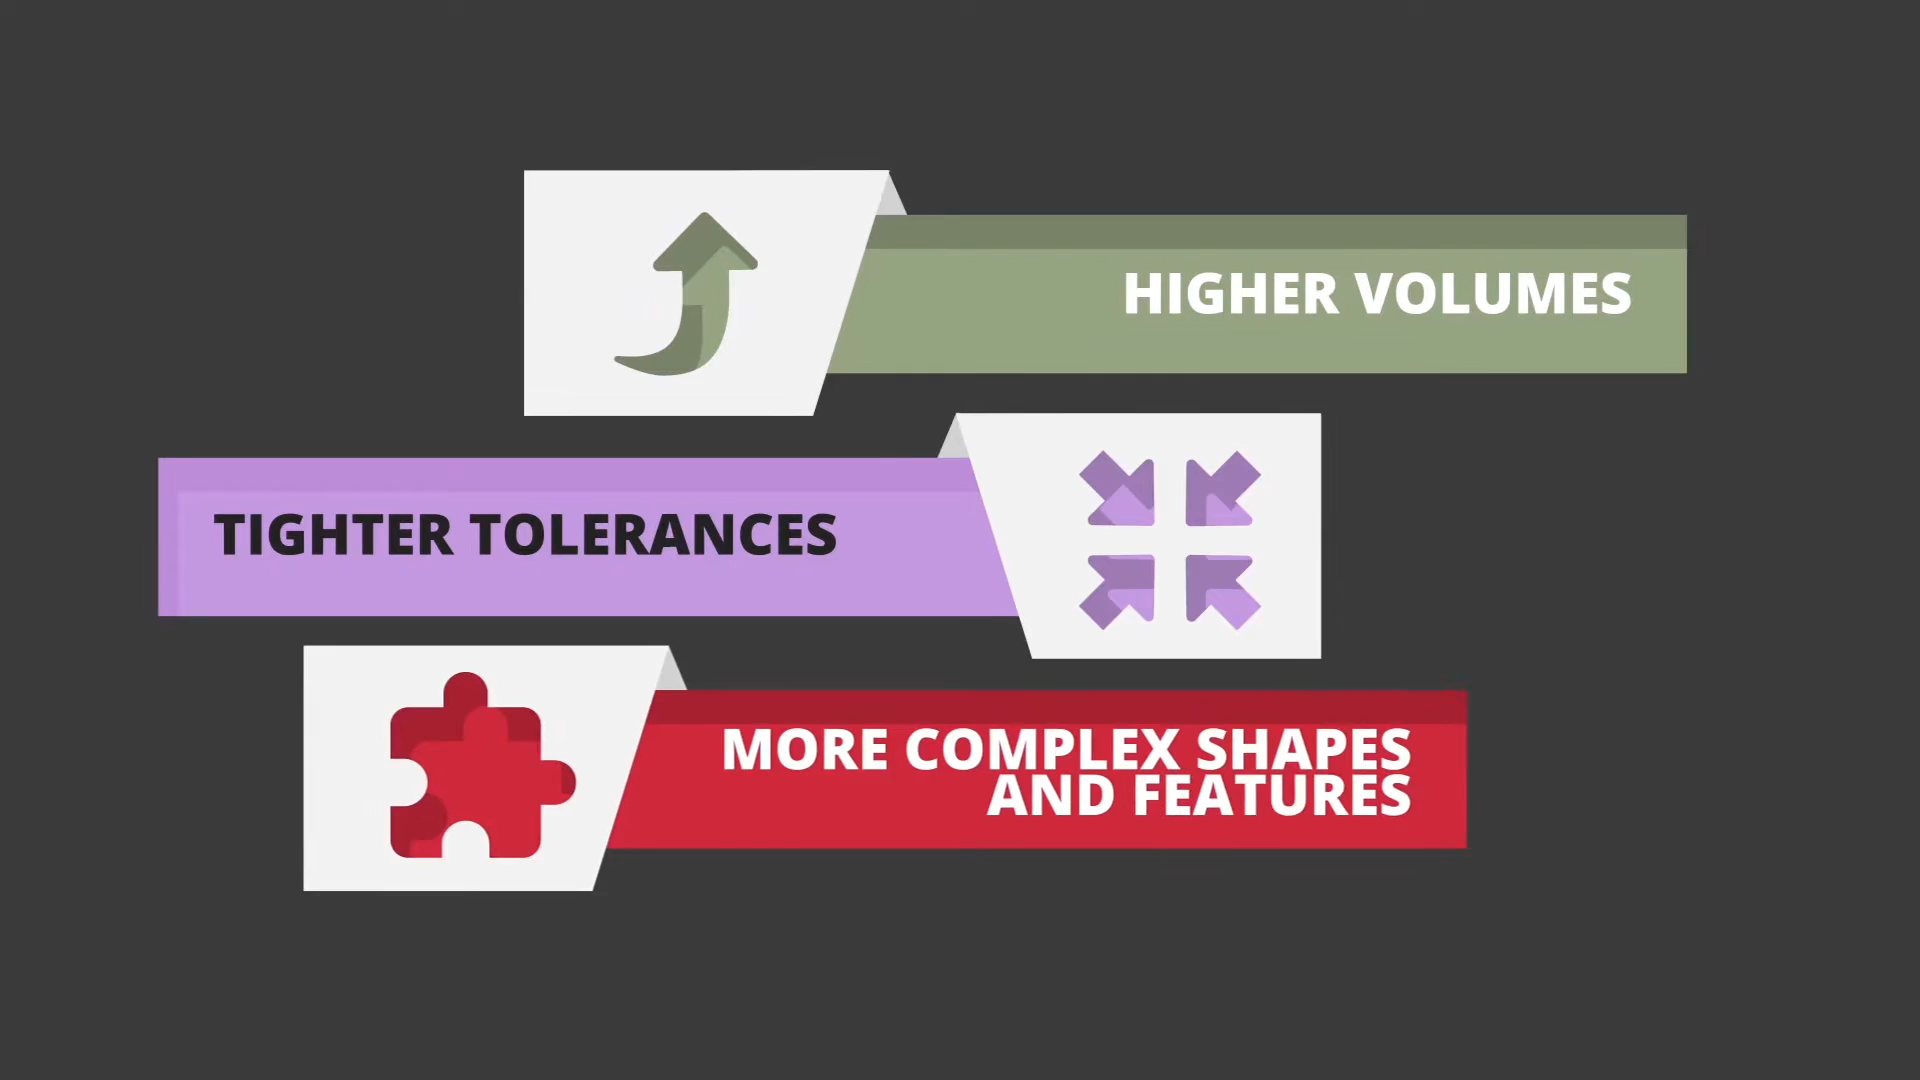 HIGHER VOLUMES
TIGHTER TOLERANCES
MORE COMPLEX SHAPES
AND FEATURES